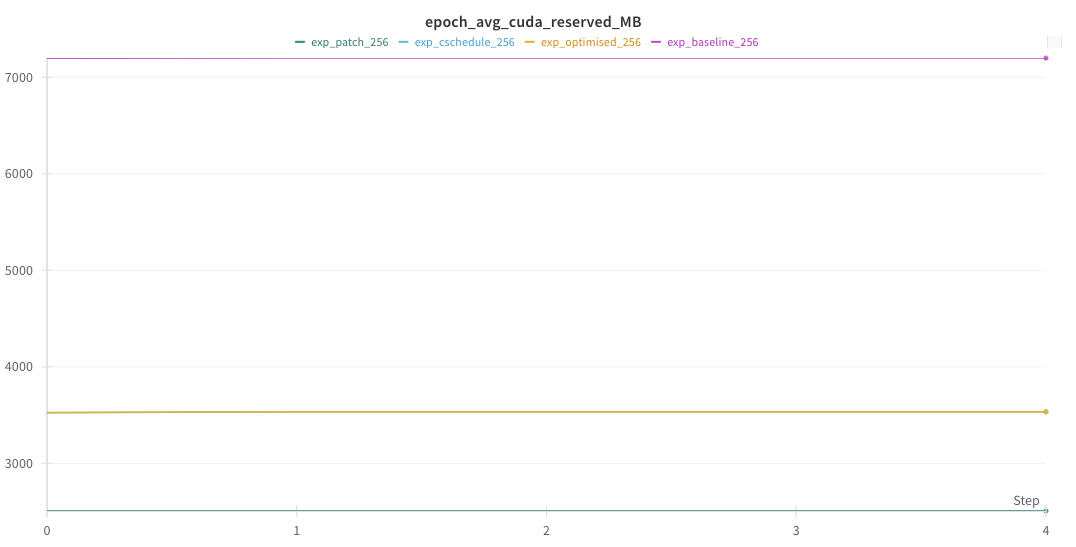 epoch_avg_cuda_reserved_MB
exp_patch_256 exp_cschedule_256 exp_optimised_256 exp_baseline_256
7000
6000
5000
4000
3000
Step
0 1 2 3 4